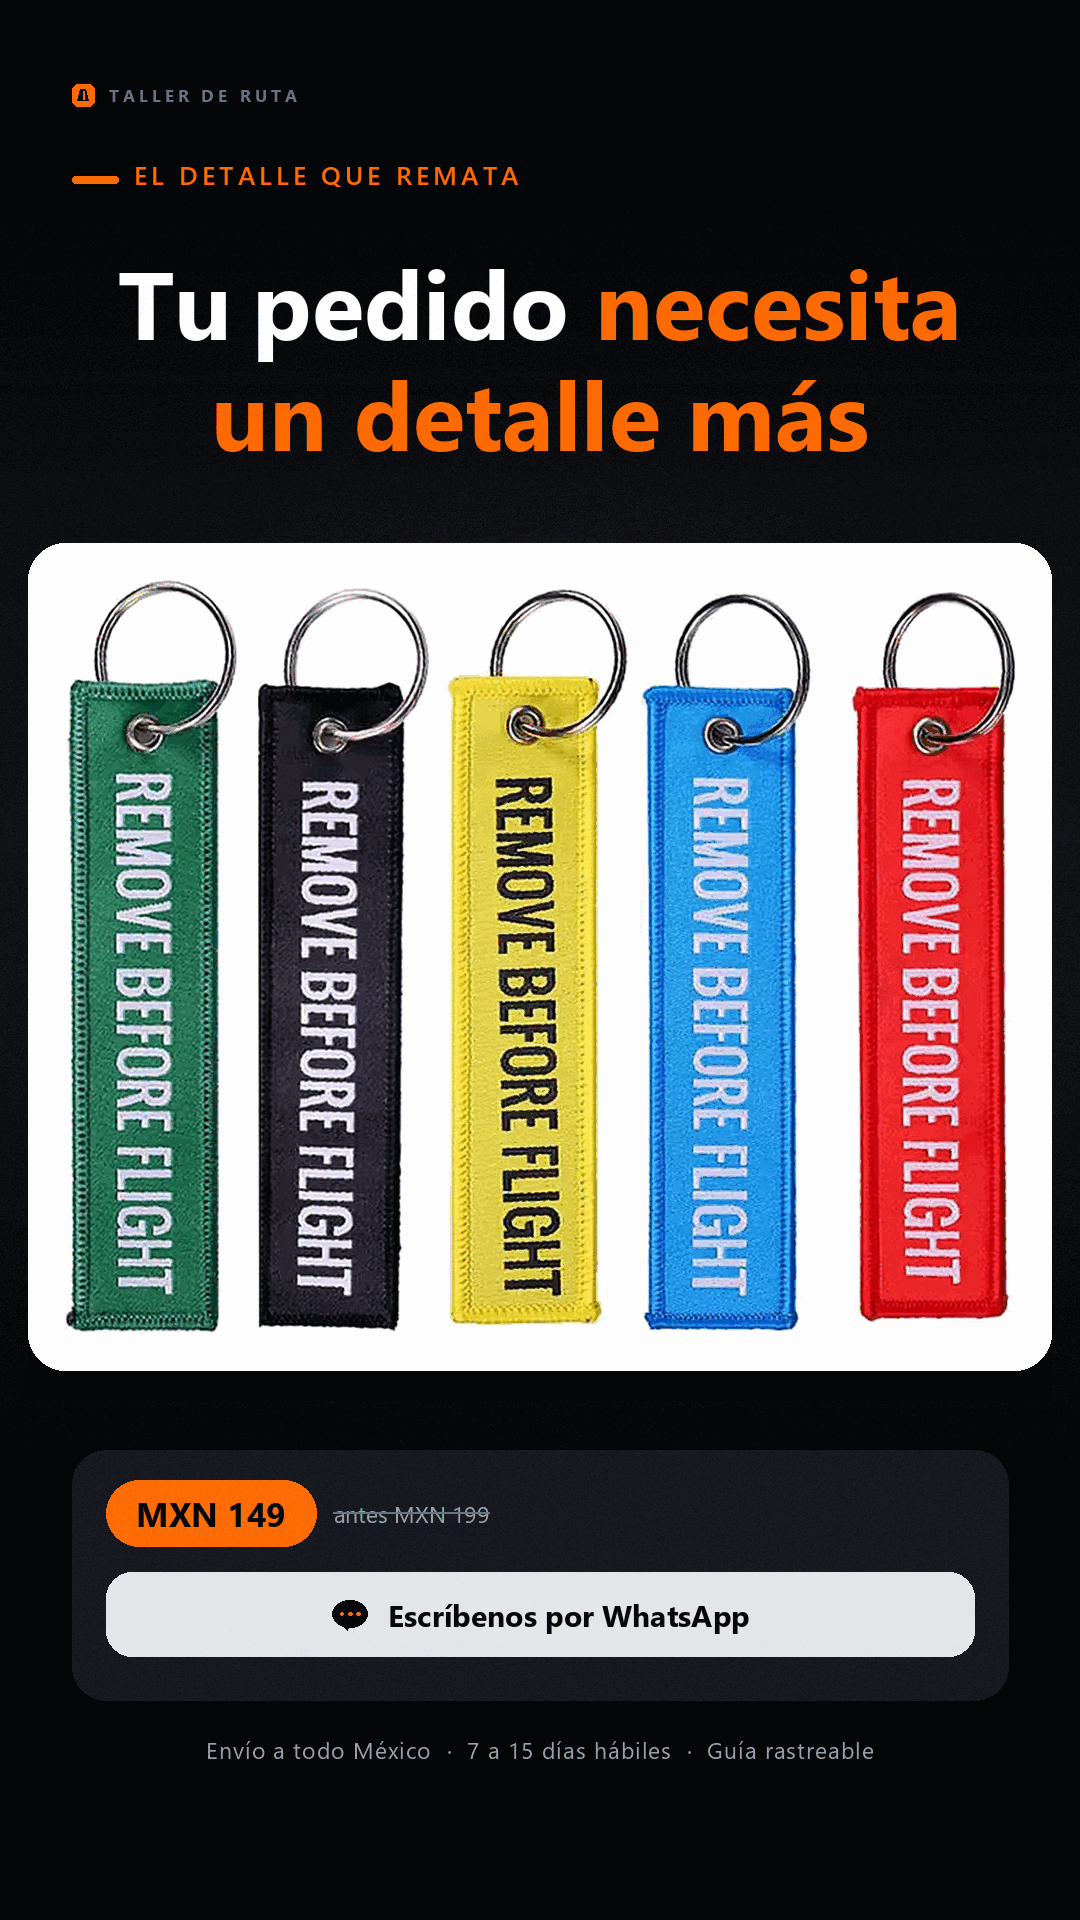 TALLER DE RUTA
EL DETALLE QUE REMATA
Tu pedido necesita
un detalle más
REMOVE BEFORE FLIGHT
REMOVE BEFORE FLIGHT
REMOVE BEFORE FLIGHT
REMOVE BEFORE FLIGHT
REMOVE BEFORE FLIGHT
MXN 149 antes MXN 199
Escríbenos por WhatsApp
Envío a todo México · 7 a 15 días hábiles · Guía rastreable